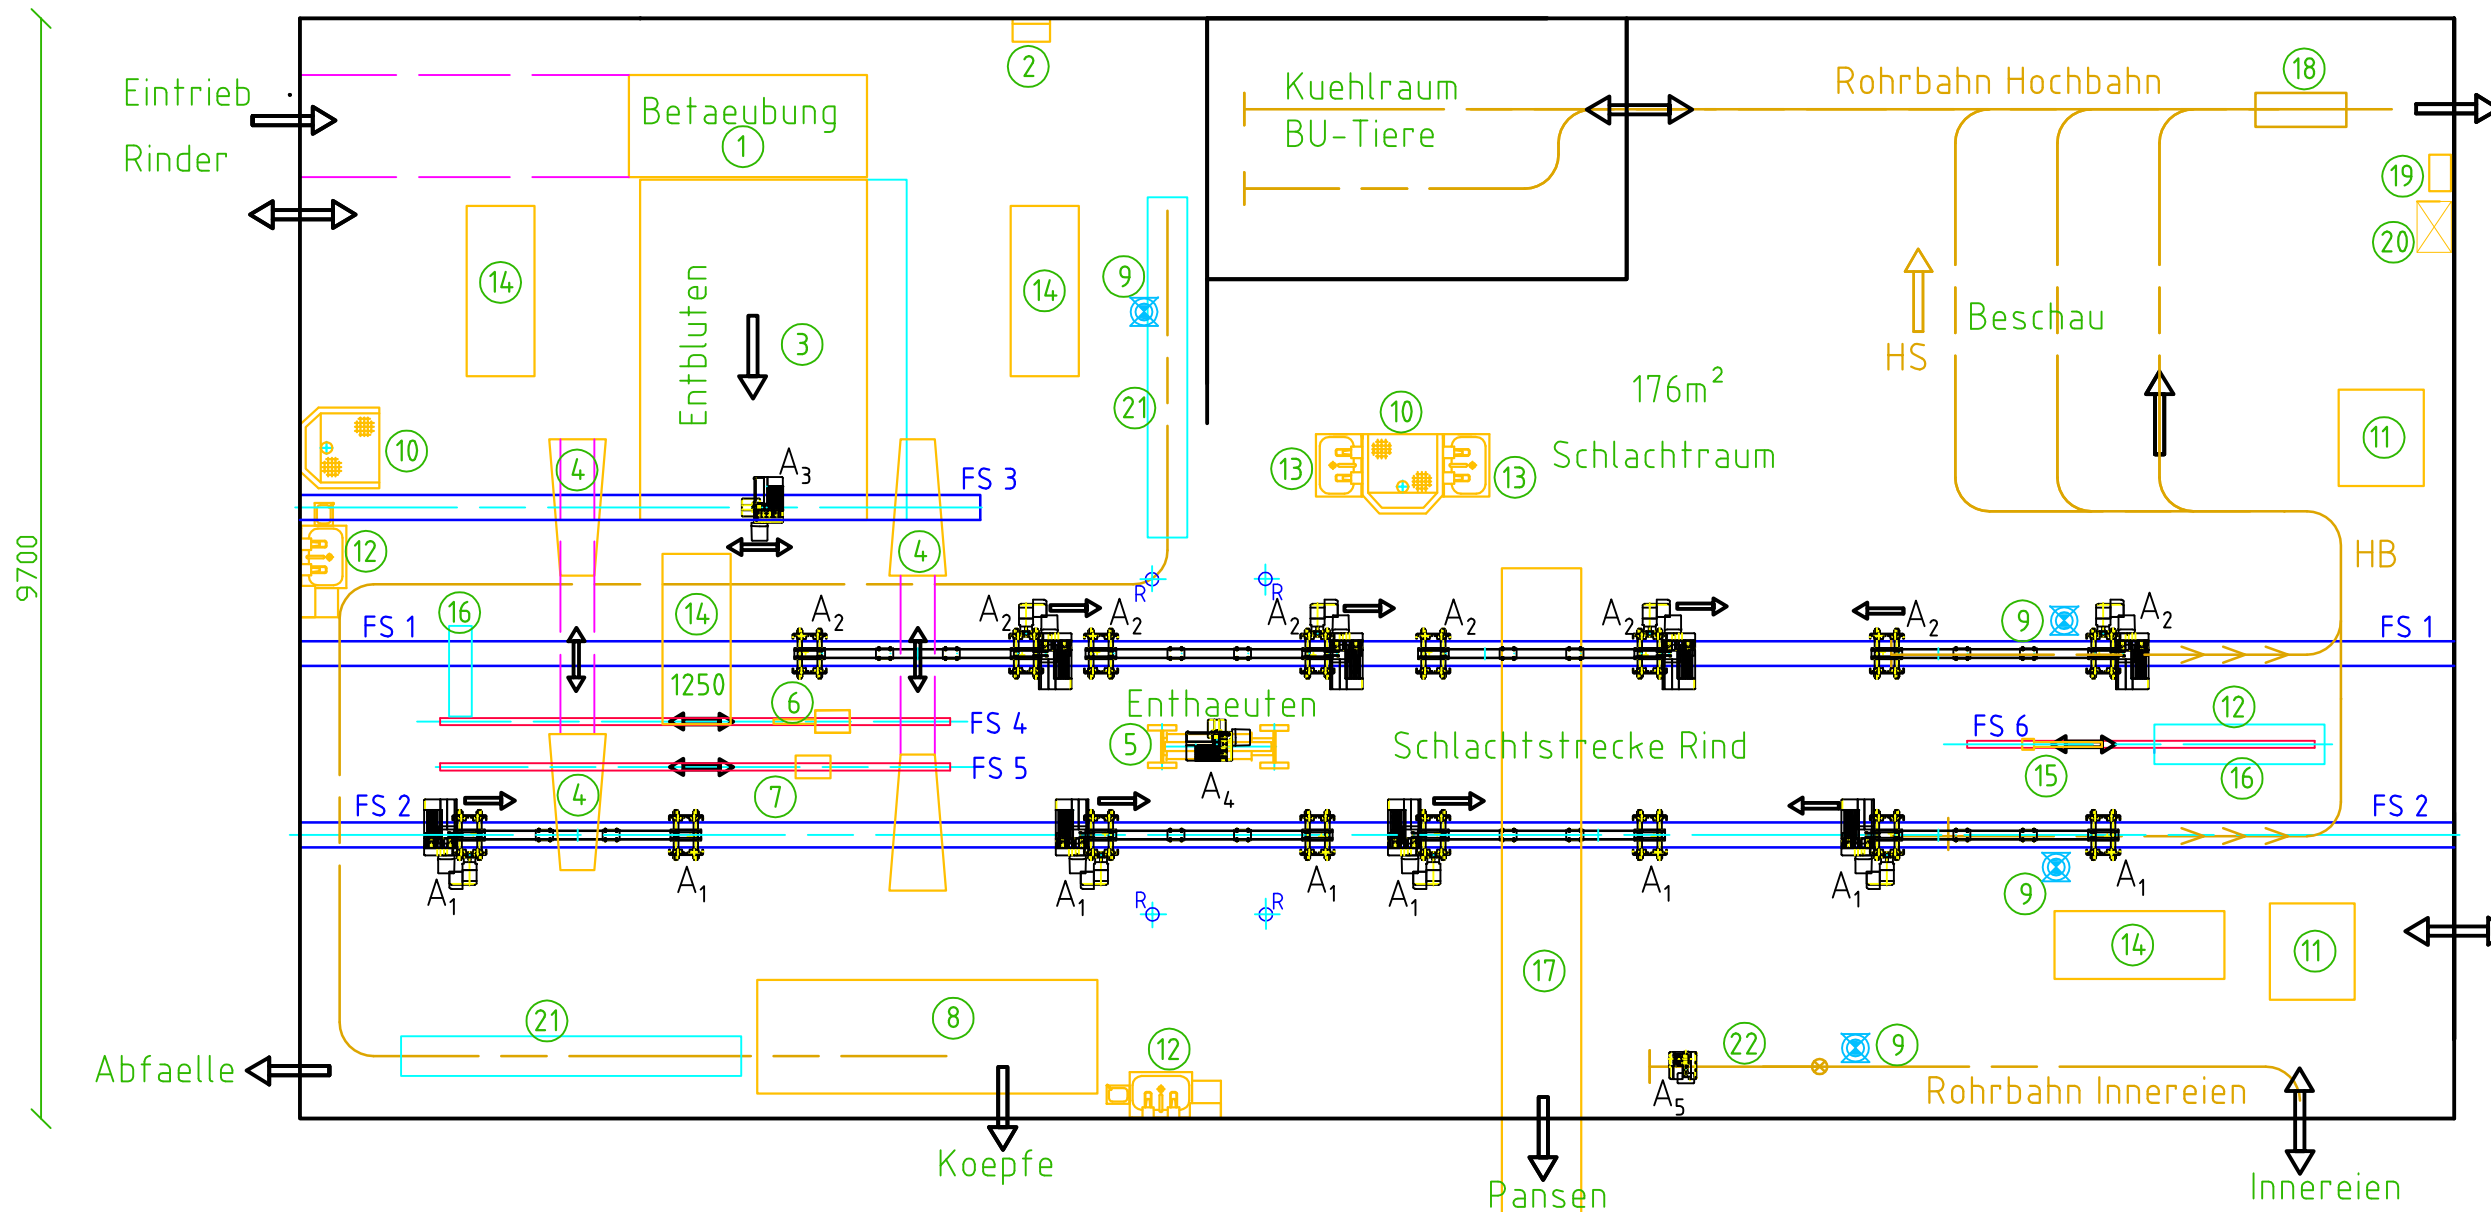 Eintrieb
Rinder
Betaeubung
1
2
Kuehlraum
BU-Tiere
Rohrbahn Hochbahn
18
19
20
14
Entbluten
3
14
9
21
HS
Beschau
176m²
Schlachtraum
10
4
A3
FS 3
13
10
13
11
12
4
HB
9700
16
FS 1
14
1250
A2
A2
R
A2
R
A2
A2
A2
A2
9
A2
FS 1
6
FS 4
FS 5
7
Enthaeuten
5
A4
Schlachtstrecke Rind
FS 6
12
15
16
FS 2
4
A1
A1
R
A1
R
A1
A1
A1
A1
9
A1
FS 2
14
11
21
8
17
12
22
9
A5
Rohrbahn Innereien
Abfaelle
Koepfe
Pansen
Innereien